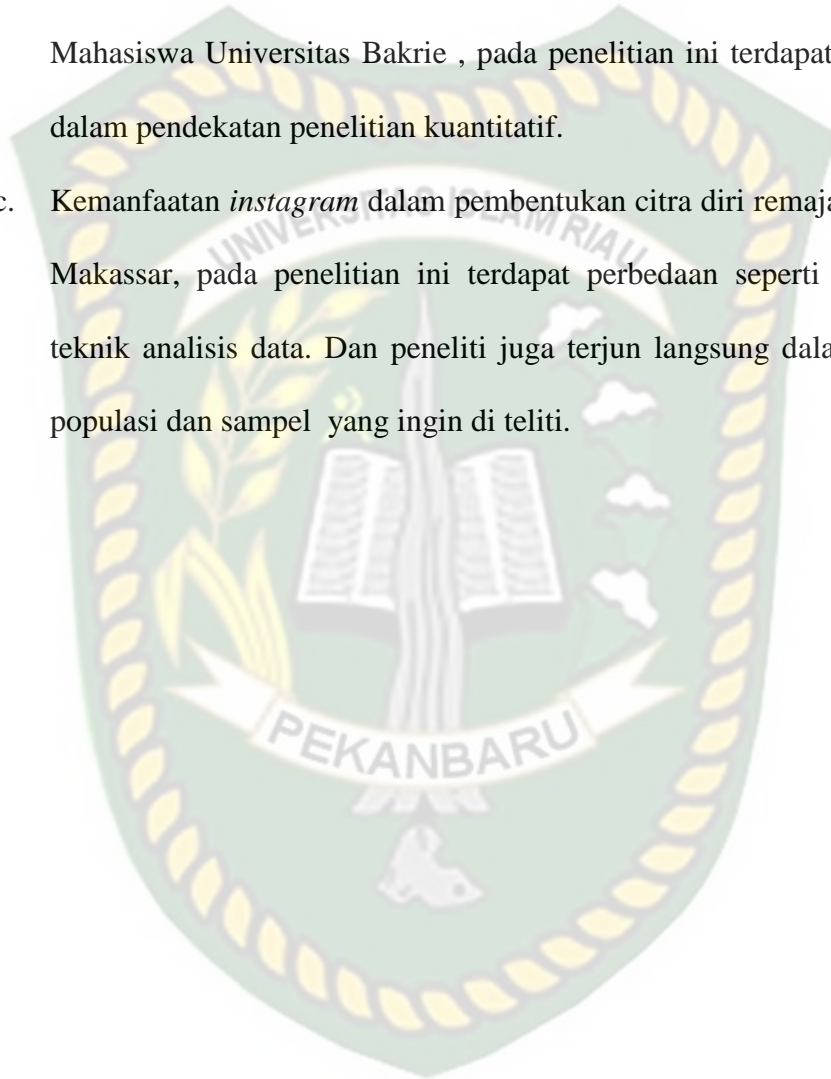 Mahasiswa Universitas Bakrie , pada penelitian ini terdapat
dalam pendekatan penelitian kuantitatif.
c. Kemanfaatan instagram dalam pembentukan citra diri remaja
Makassar, pada penelitian ini terdapat perbedaan seperti
teknik analisis data. Dan peneliti juga terjun langsung dala
populasi dan sampel yang ingin di teliti.
UNIVERSITAS ISLAM RIAU
PEKANBARU